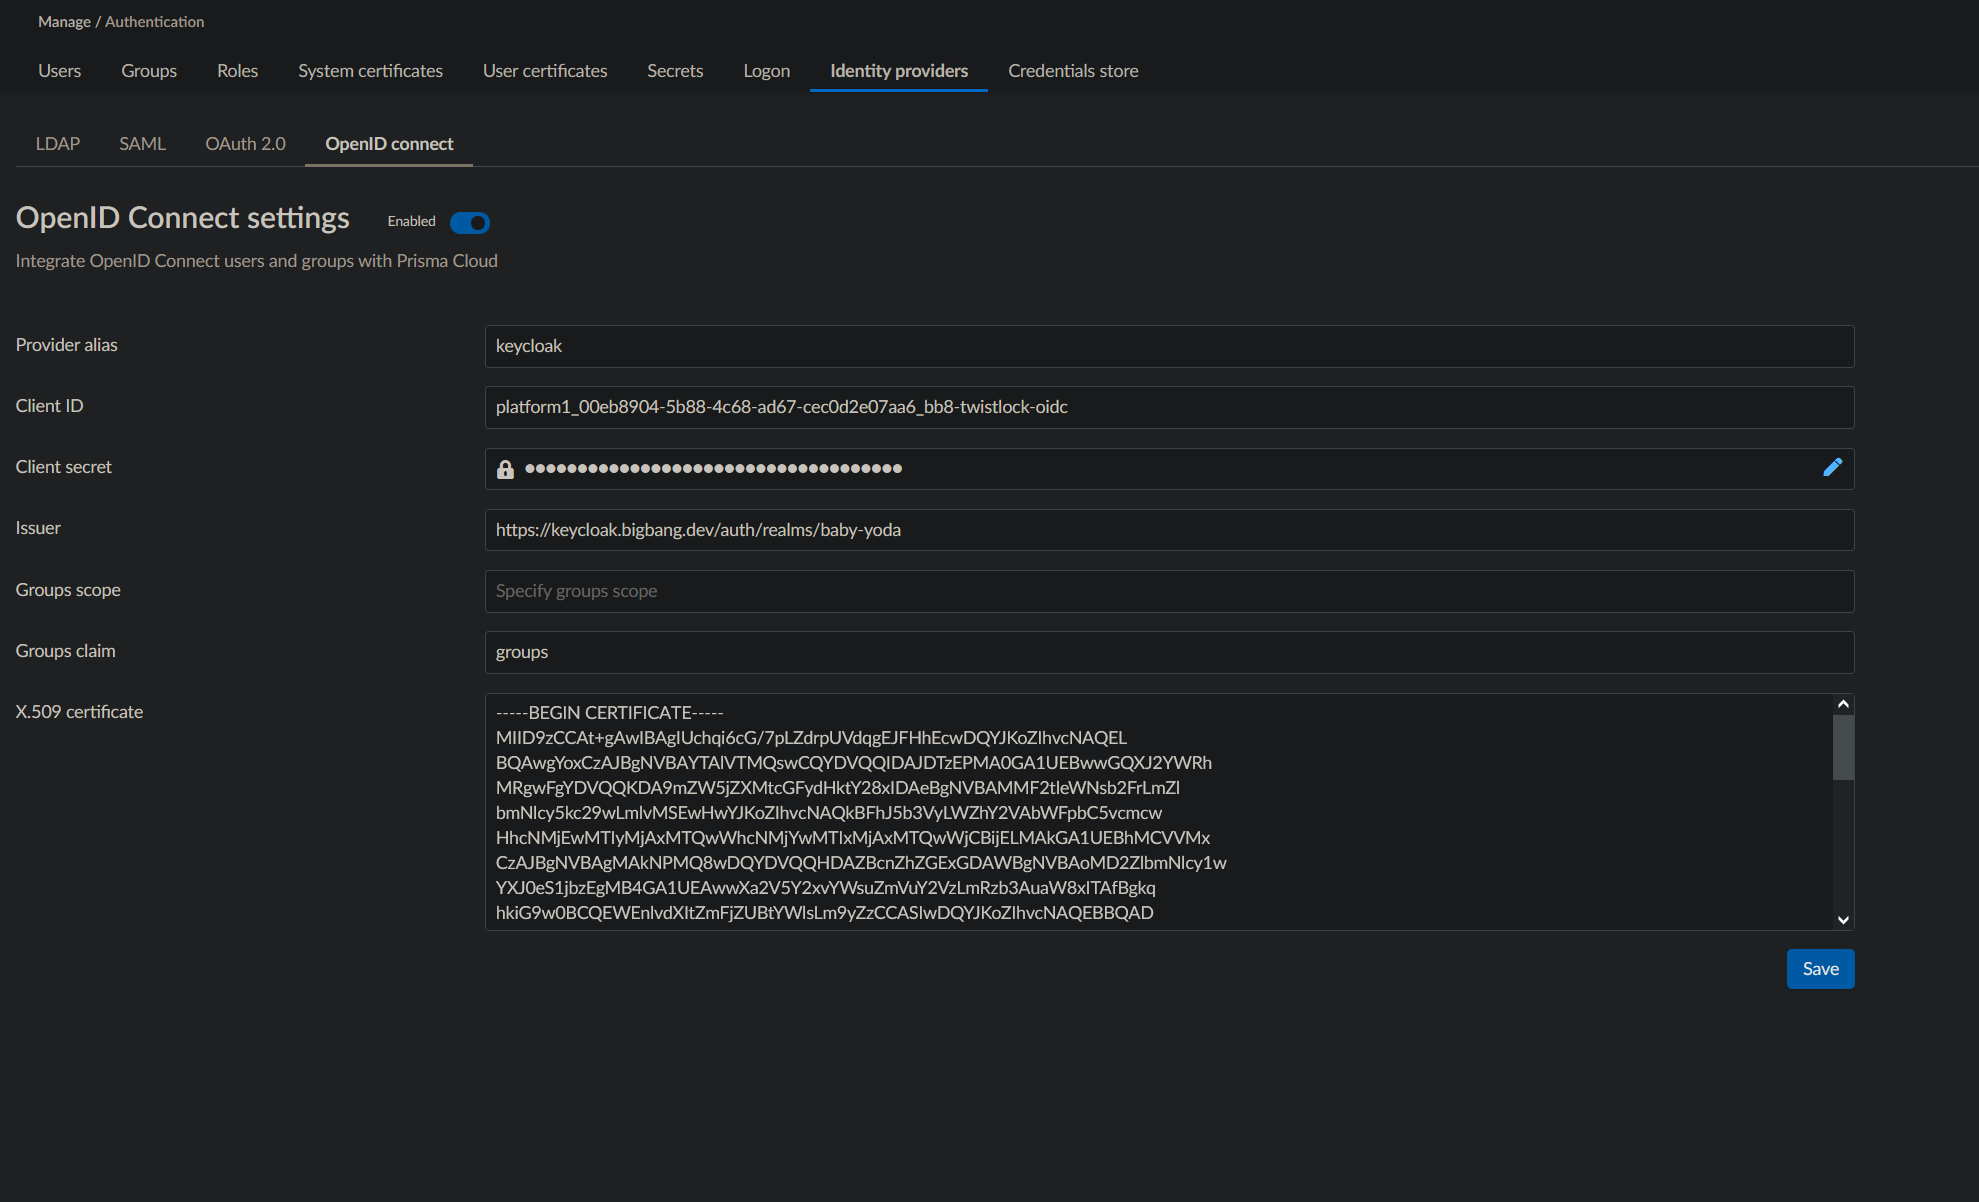 Manage / Authentication
Users Groups Roles System certificates User certificates Secrets Logon Identity providers Credentials store
LDAP SAML OAuth 2.0 OpenID connect
OpenID Connect settings Enabled
Integrate OpenID Connect users and groups with Prisma Cloud
Provider alias keycloak
Client ID platform1_00eb8904-5b88-4c68-ad67-cec0d2e07aa6_bb8-twistlock-oidc
Client secret ••••••••••••••••••••••••••••••••••••
Issuer https://keycloak.bigbang.dev/auth/realms/baby-yoda
Groups scope Specify groups scope
Groups claim groups
X.509 certificate -----BEGIN CERTIFICATE-----
MIID9zCCAt+gAwIBAgIUchqi6cG/7pLZdrpUVdqgEJFHhEcwDQYJKoZIhvcNAQEL
BQAwgYoxCzAJBgNVBAYTAlVTMQswCQYDVQQIDAJDTzEPMA0GA1UEBwwGQXJ2YWRh
MRgwFgYDVQQKDA9mZW5jZXMtcGFydHktY28xIDAeBgNVBAMMF2tleWNsb2FrLmZl
bmNlcy5kc29wLmlvMSEwHwYJKoZIhvcNAQkBFhJ5b3VyLWZhY2VAbWFpbC5vcmcw
HhcNMjEwMTIyMjAxMTQwWhcNMjYwMTIxMjAxMTQwWjCBijELMAkGA1UEBhMCVVMx
CzAJBgNVBAgMAkNPMQ8wDQYDVQQHDAZBcnZhZGExGDAWBgNVBAoMD2ZlbmNlcy1w
YXJ0eS1jbzEgMB4GA1UEAwwXa2V5Y2xvYWsuZmVuY2VzLmRzb3AuaW8xITAfBgkq
hkiG9w0BCQEWEnlvdXItZmFjZUBtYWlsLm9yZzCCASIwDQYJKoZIhvcNAQEBBQAD
Save